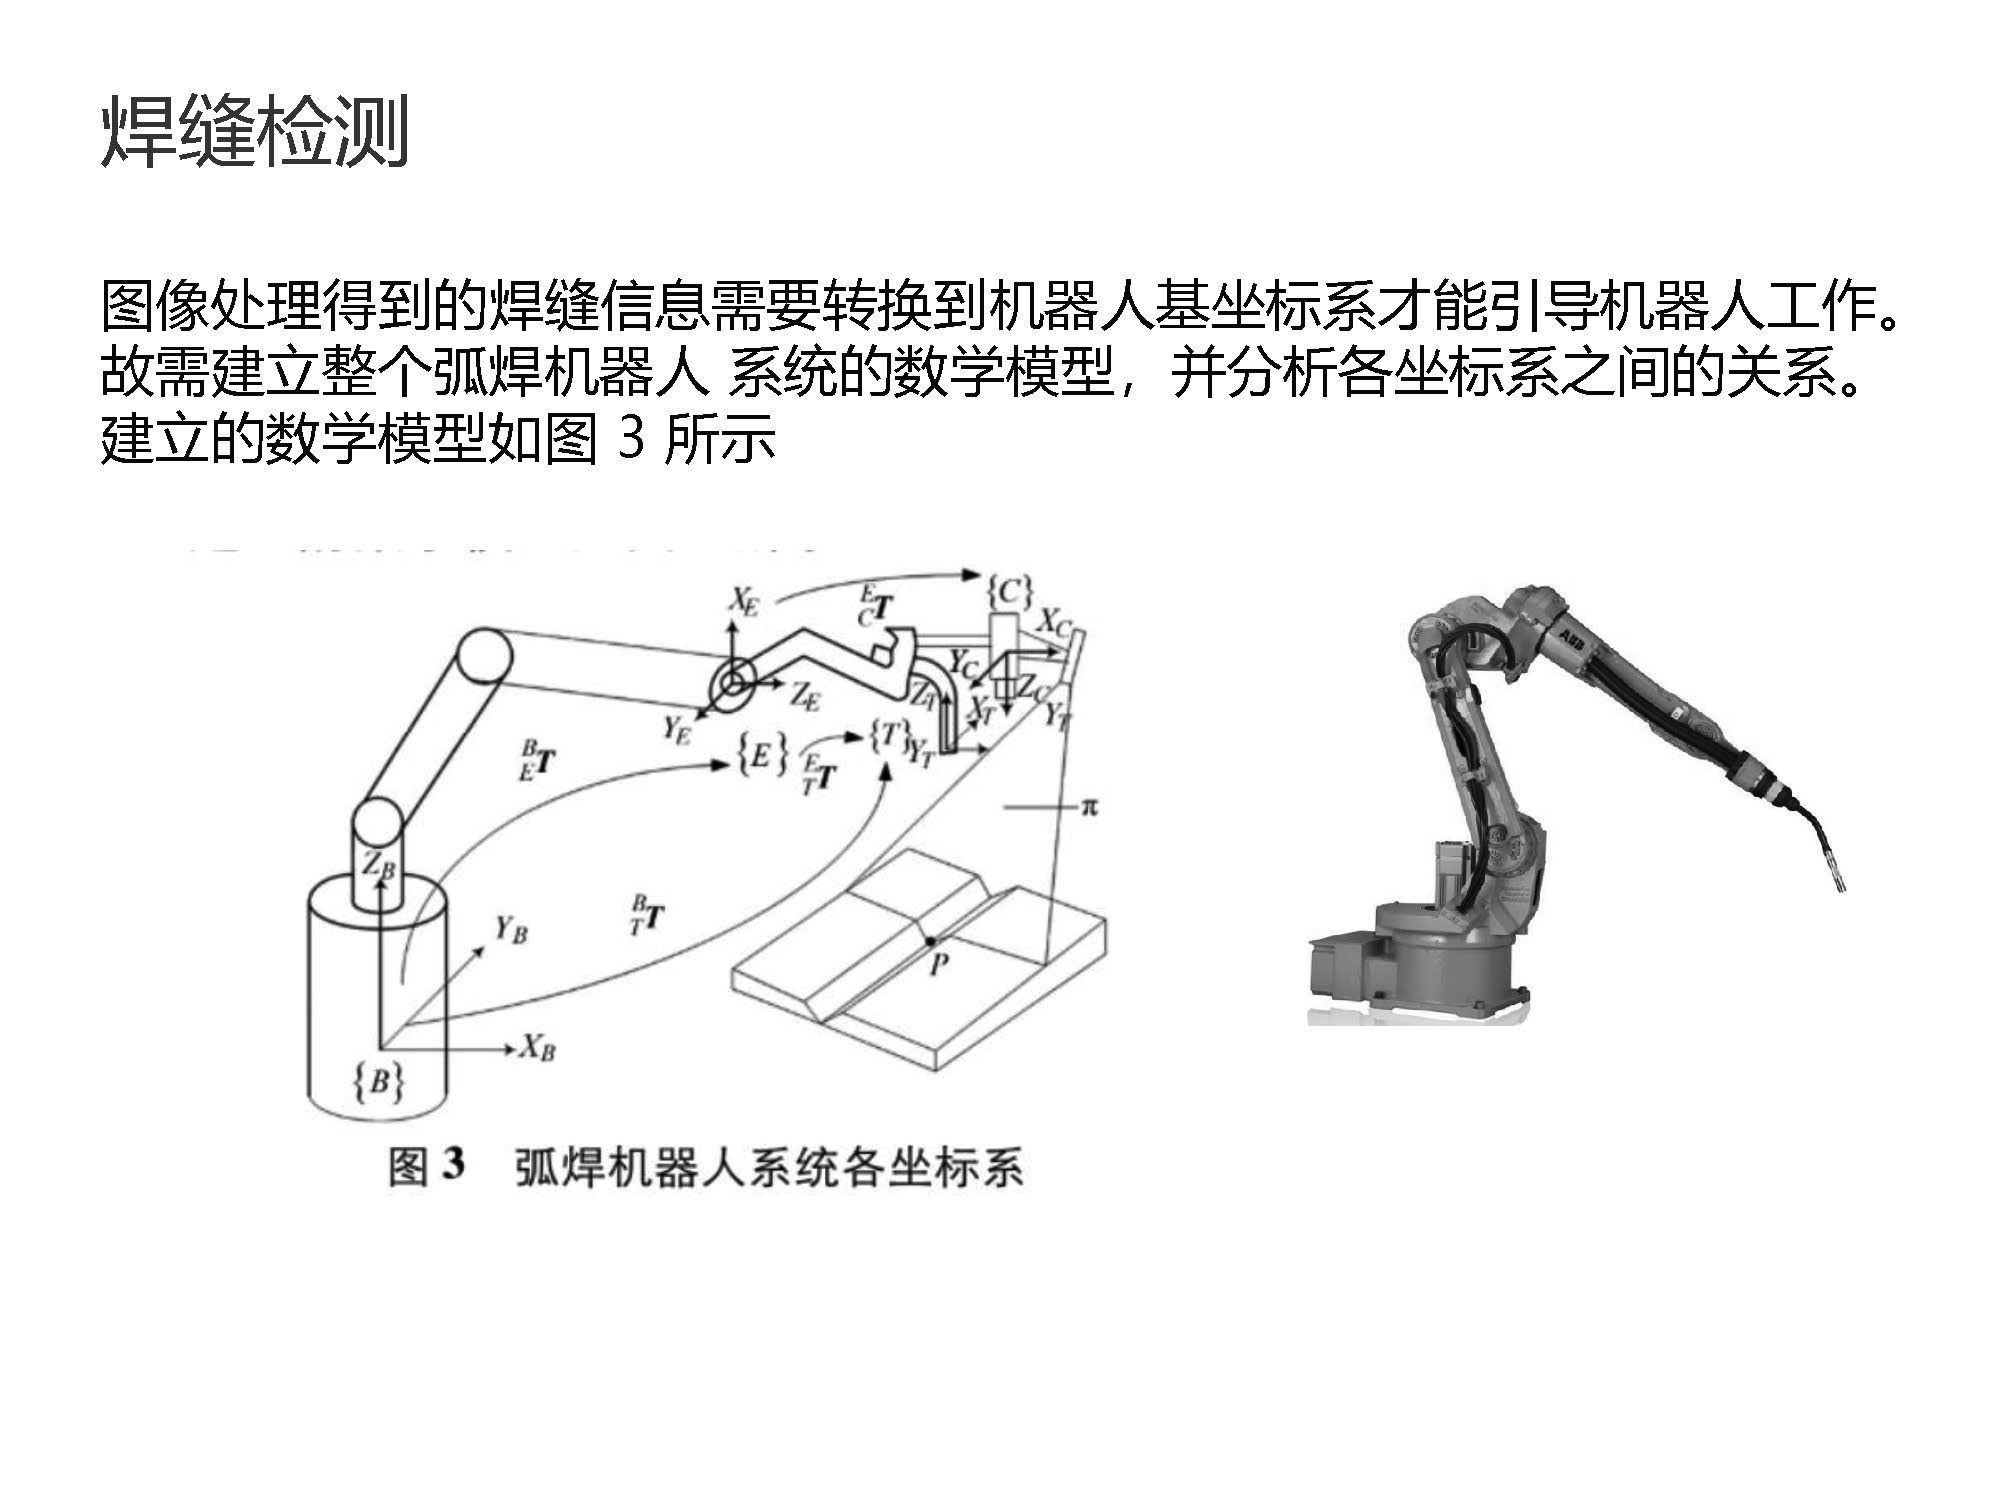 焊缝检测
图像处理得到的焊缝信息需要转换到机器人基坐标系才能引导机器人工作。
故需建立整个弧焊机器人 系统的数学模型，并分析各坐标系之间的关系。
建立的数学模型如图 3 所示
X_E
^E_C T
{C}
X_C
Y_C
Z_C
Z_E
Z_T
X_T
Y_T
Y_E
{E}
{T}
Y_T
^B_E T
^E_T T
π
Z_B
^B_T T
Y_B
P
X_B
{B}
ABB
图 3 弧焊机器人系统各坐标系